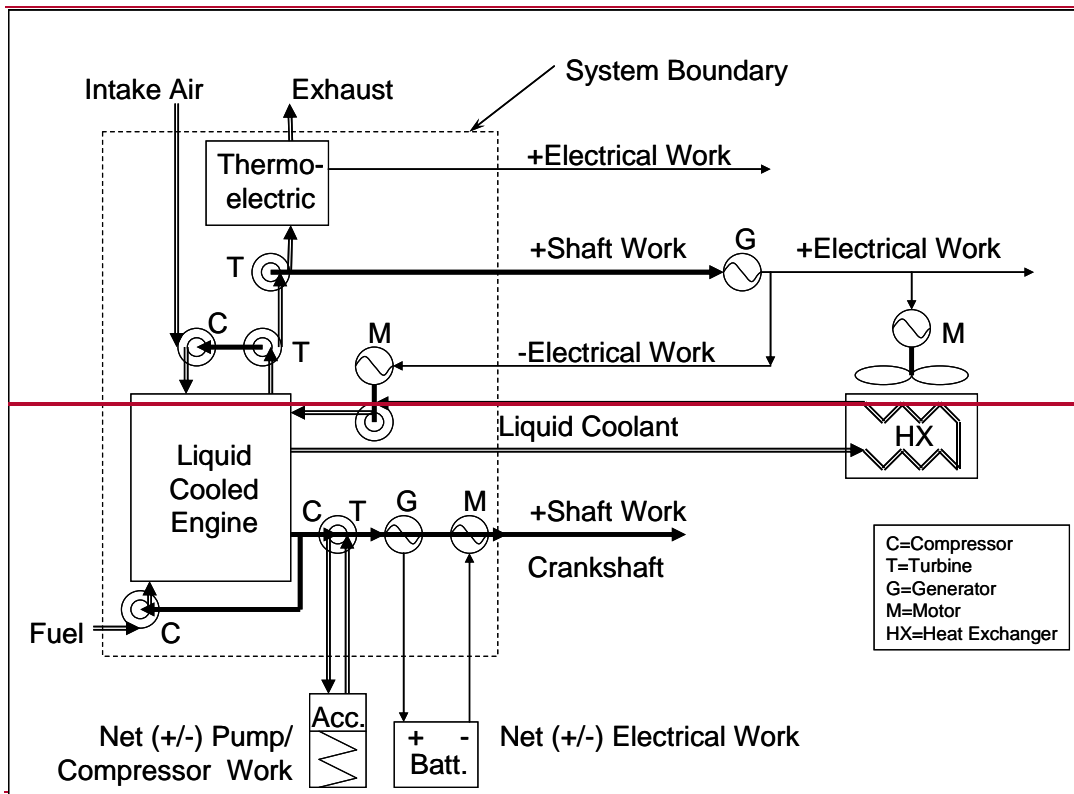 System Boundary
Intake Air
Exhaust
Thermo-
electric
+Electrical Work
T
+Shaft Work
G
+Electrical Work
C
T
M
-Electrical Work
M
Liquid Coolant
HX
Liquid
Cooled
Engine
C
T
G
M
+Shaft Work
Crankshaft
C=Compressor
T=Turbine
G=Generator
M=Motor
HX=Heat Exchanger
Fuel
C
Acc.
Net (+/-) Pump/
Compressor Work
+ -
Batt.
Net (+/-) Electrical Work